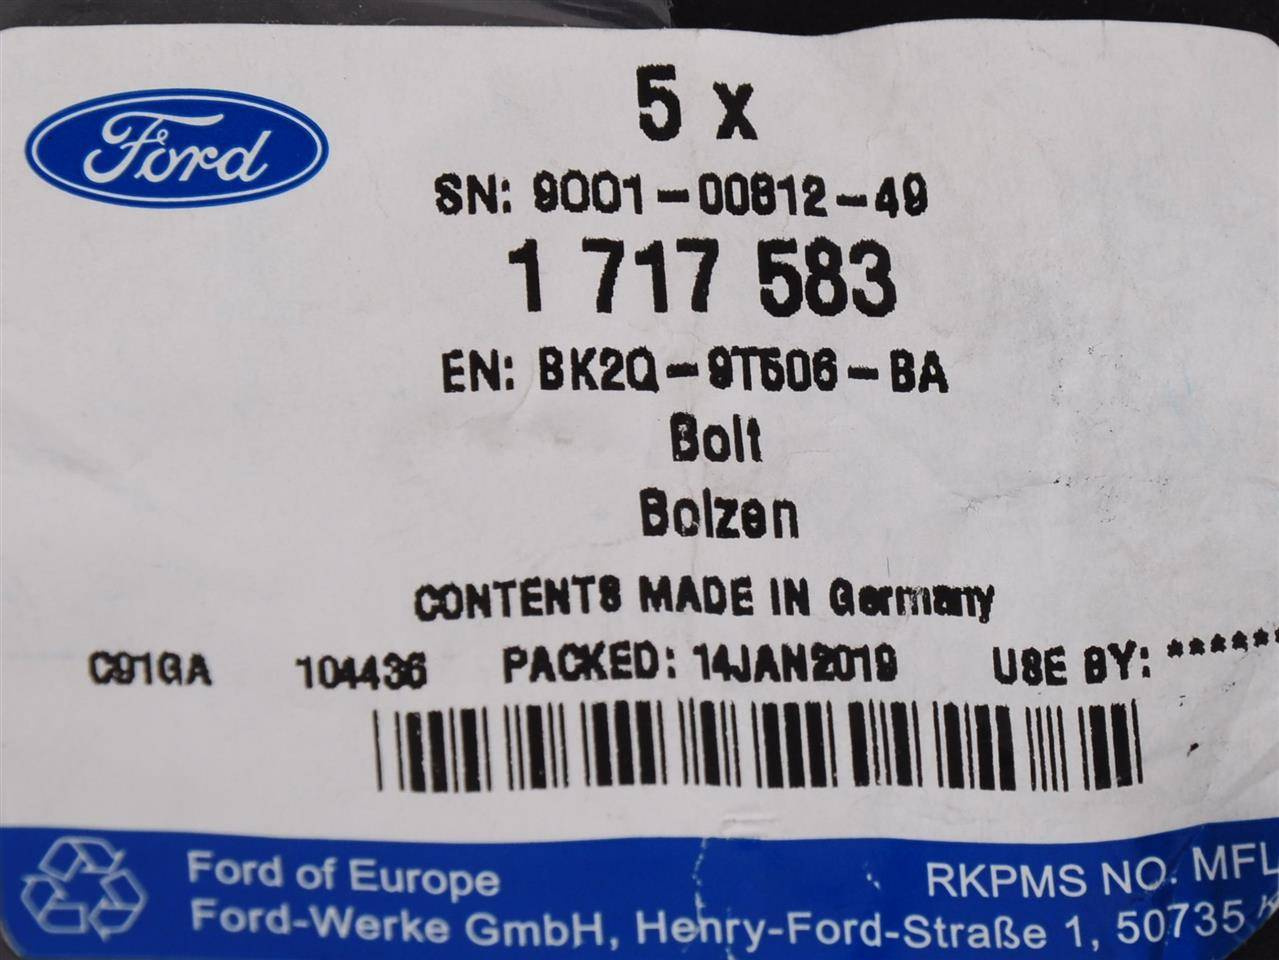 Ford
5 x
SN: 9001-00812-49
1 717 583
EN: BK2Q-9T506-BA
Bolt
Bolzen
CONTENTS MADE IN Germany
C91GA 104436 PACKED: 14JAN2019 USE BY: ******
Ford of Europe RKPMS NO. MFL
Ford-Werke GmbH, Henry-Ford-Straße 1, 50735